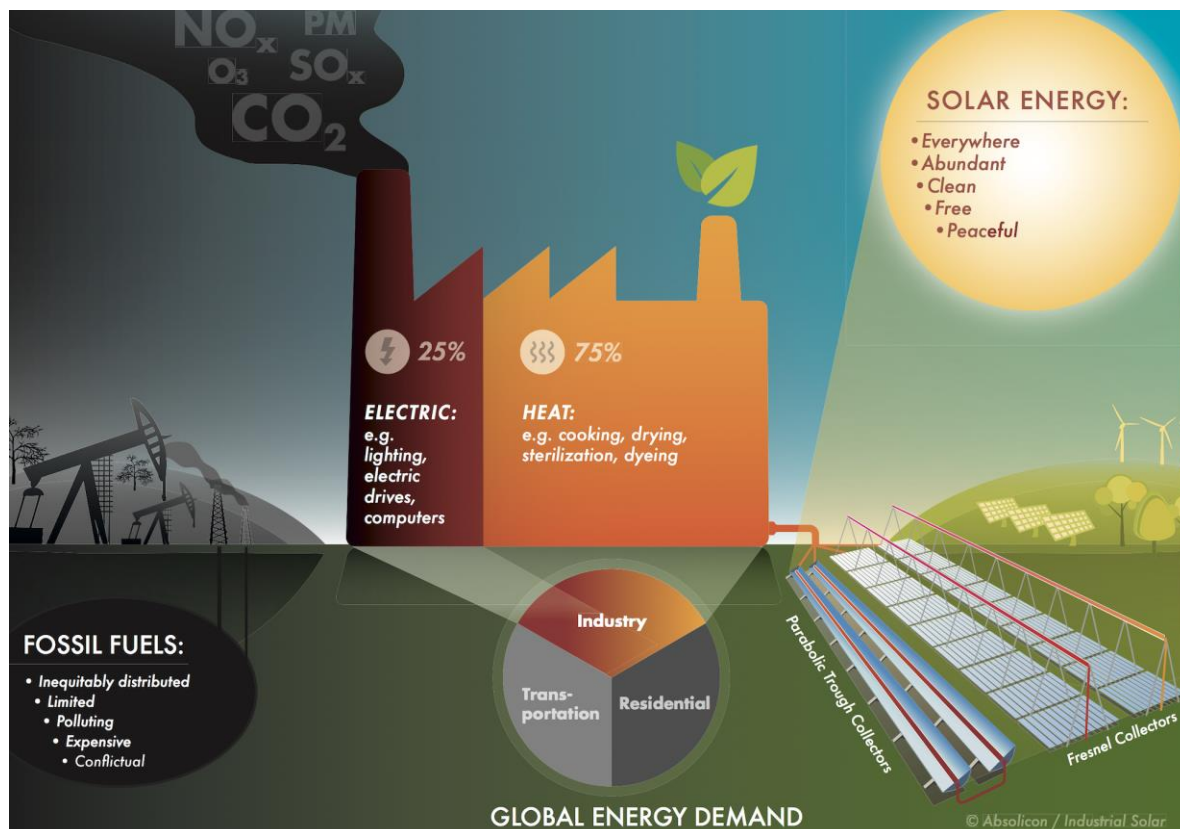 NOx PM
O3 SOx
CO2
SOLAR ENERGY:
• Everywhere
• Abundant
• Clean
• Free
• Peaceful
25%
ELECTRIC:
e.g.
lighting,
electric
drives,
computers
75%
HEAT:
e.g. cooking, drying,
sterilization, dyeing
FOSSIL FUELS:
• Inequitably distributed
• Limited
• Polluting
• Expensive
• Conflictual
Industry
Trans-
portation
Residential
GLOBAL ENERGY DEMAND
Parabolic Trough Collectors
Fresnel Collectors
© Absolicon / Industrial Solar